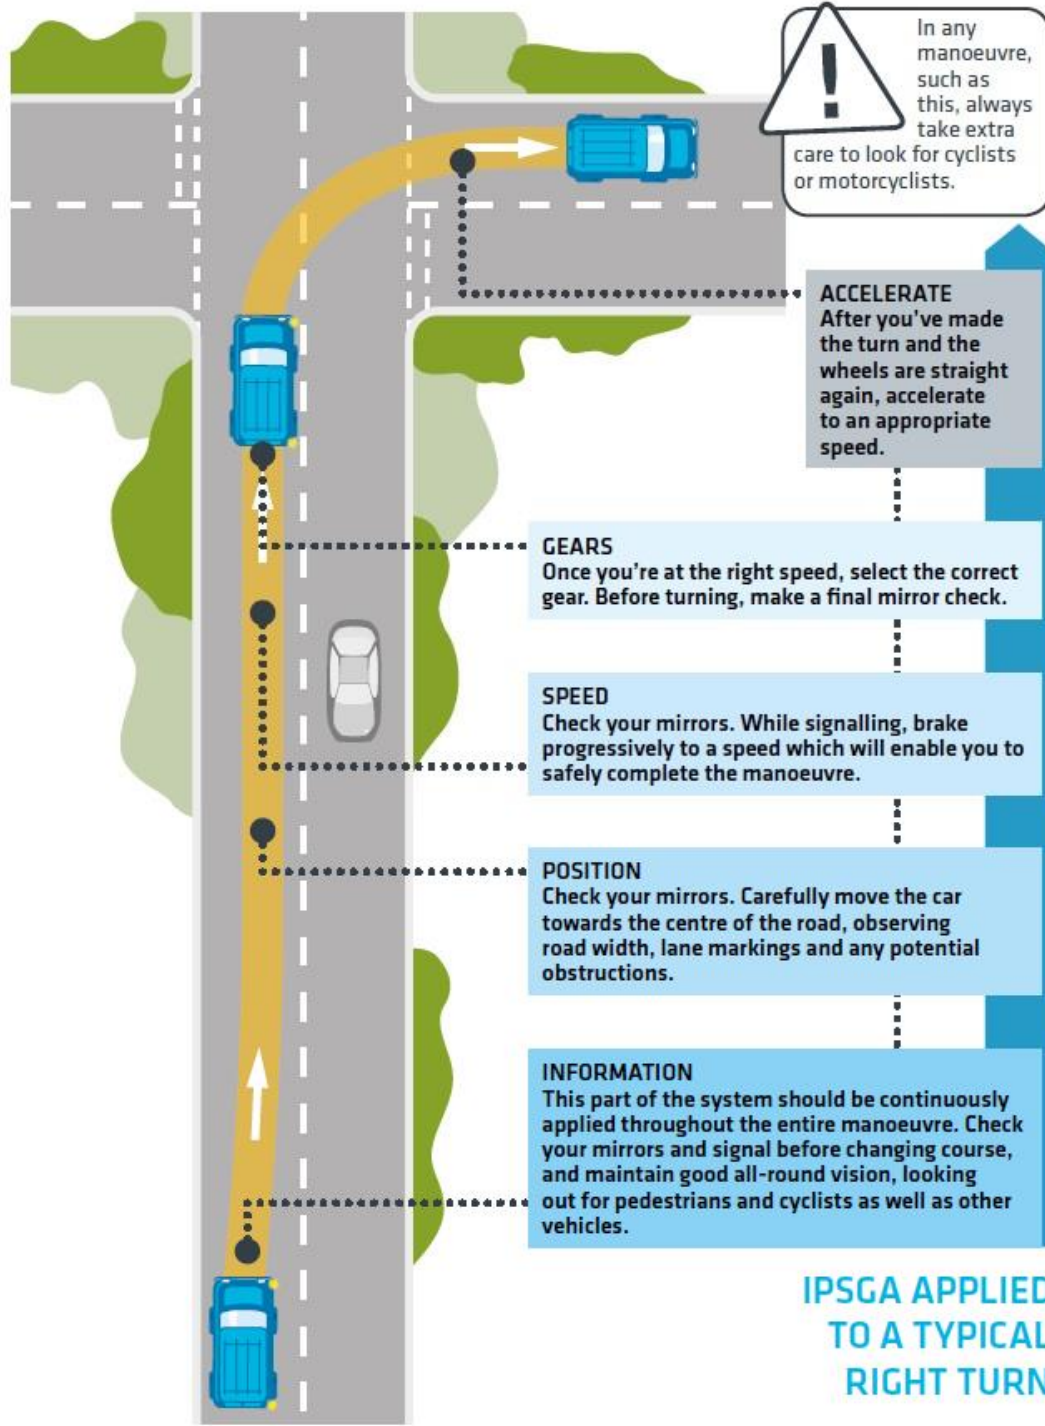 !
In any
manoeuvre,
such as
this, always
take extra
care to look for cyclists
or motorcyclists.
ACCELERATE
After you've made
the turn and the
wheels are straight
again, accelerate
to an appropriate
speed.
GEARS
Once you're at the right speed, select the correct
gear. Before turning, make a final mirror check.
SPEED
Check your mirrors. While signalling, brake
progressively to a speed which will enable you to
safely complete the manoeuvre.
POSITION
Check your mirrors. Carefully move the car
towards the centre of the road, observing
road width, lane markings and any potential
obstructions.
INFORMATION
This part of the system should be continuously
applied throughout the entire manoeuvre. Check
your mirrors and signal before changing course,
and maintain good all-round vision, looking
out for pedestrians and cyclists as well as other
vehicles.
IPSGA APPLIED
TO A TYPICAL
RIGHT TURN